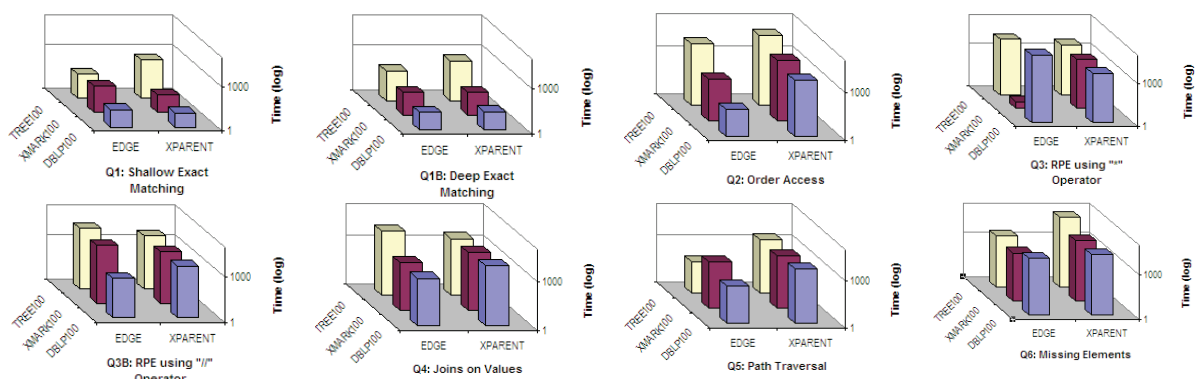 1000
1
Time (log)
TREE100
XMARK100
DBLP100
EDGE
XPARENT
Q1: Shallow Exact
Matching
1000
1
Time (log)
TREE100
XMARK100
DBLP100
EDGE
XPARENT
Q1B: Deep Exact
Matching
1000
1
Time (log)
TREE100
XMARK100
DBLP100
EDGE
XPARENT
Q2: Order Access
1000
1
Time (log)
TREE100
XMARK100
DBLP100
EDGE
XPARENT
Q3: RPE using "*"
Operator
1000
1
Time (log)
TREE100
XMARK100
DBLP100
EDGE
XPARENT
Q3B: RPE using "//"
Operator
1000
1
Time (log)
TREE100
XMARK100
DBLP100
EDGE
XPARENT
Q4: Joins on Values
1000
1
Time (log)
TREE100
XMARK100
DBLP100
EDGE
XPARENT
Q5: Path Traversal
1000
1
Time (log)
TREE100
XMARK100
DBLP100
EDGE
XPARENT
Q6: Missing Elements